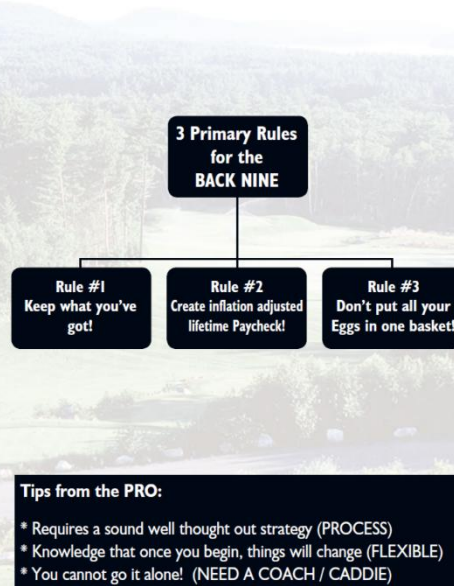 3 Primary Rules
for the
BACK NINE
Rule #1
Keep what you've
got!
Rule #2
Create inflation adjusted
lifetime Paycheck!
Rule #3
Don't put all your
Eggs in one basket!
Tips from the PRO:
* Requires a sound well thought out strategy (PROCESS)
* Knowledge that once you begin, things will change (FLEXIBLE)
* You cannot go it alone! (NEED A COACH / CADDIE)